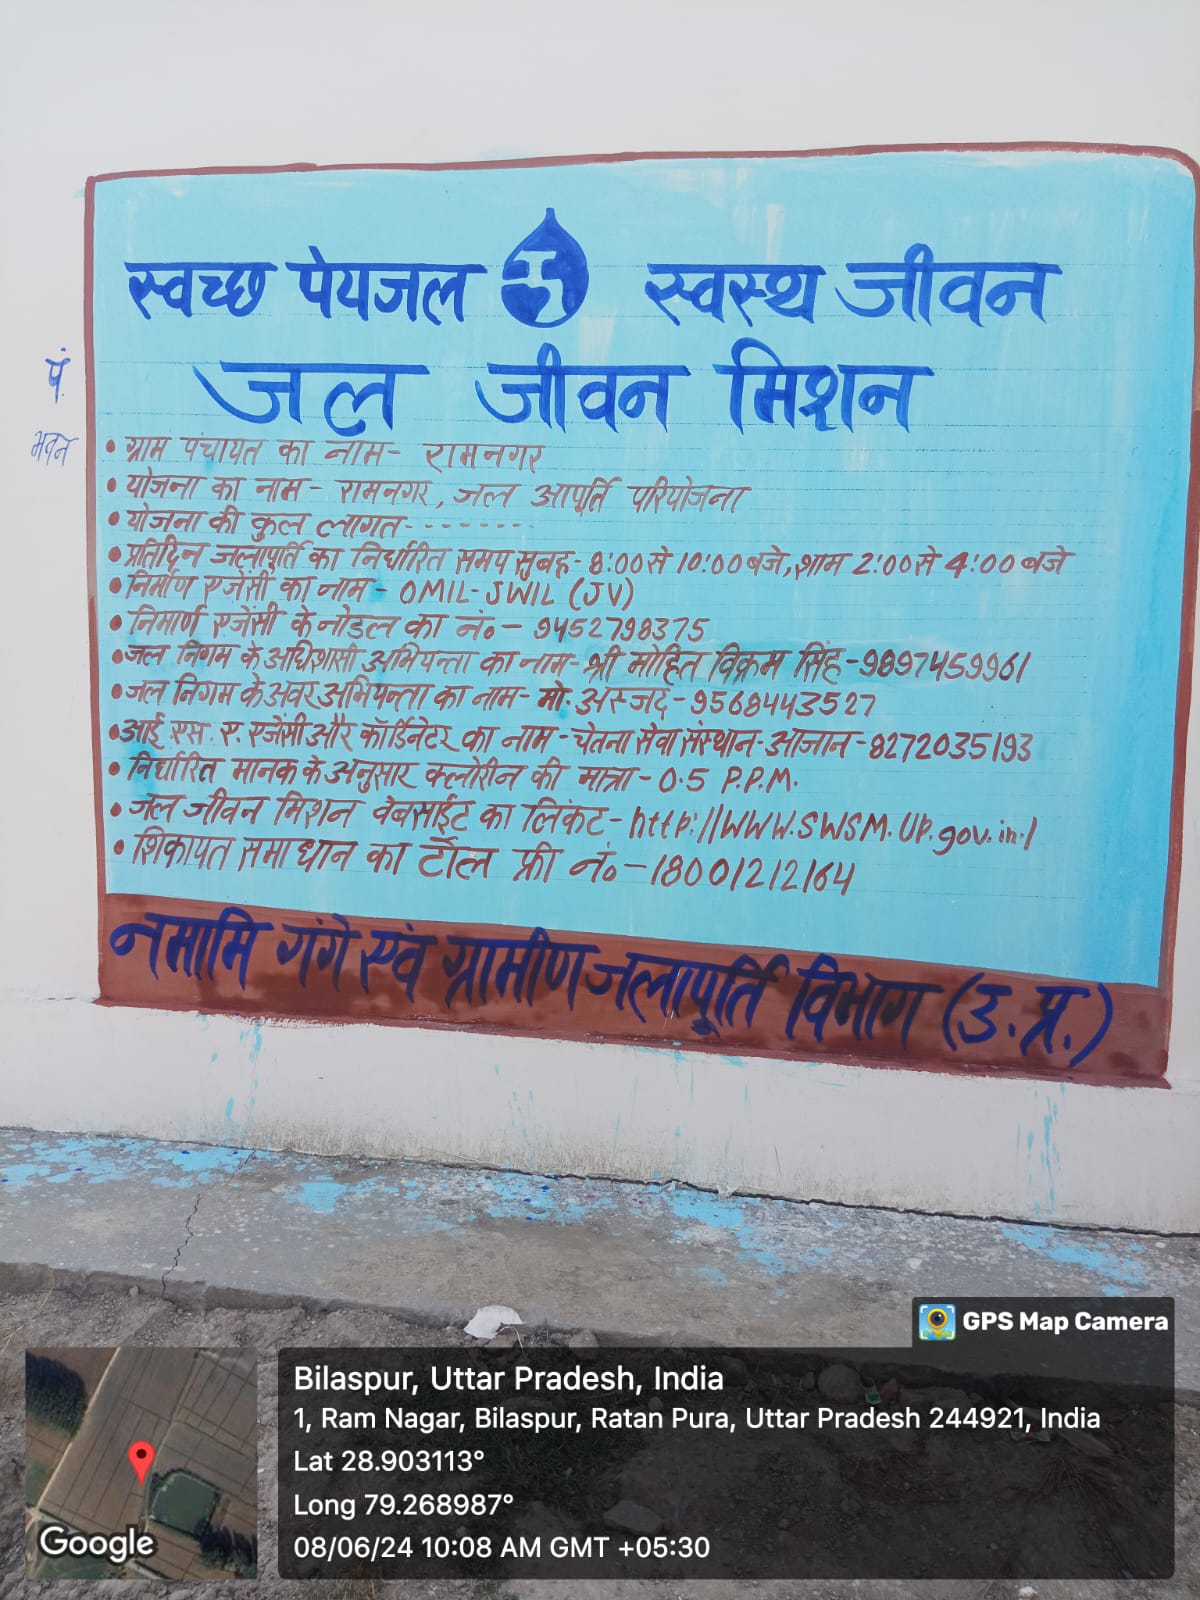 स्वच्छ पेयजल स्वस्थ जीवन
जल जीवन मिशन
पं.
भवन
• ग्राम पंचायत का नाम- रामनगर
• योजना का नाम- रामनगर, जल आपूर्ति परियोजना
• योजना की कुल लागत--------
• प्रतिदिन जलापूर्ति का निर्धारित समय सुबह- 8:00 से 10:00 बजे, शाम 2:00 से 4:00 बजे
• निर्माण एजेंसी का नाम - OMIL-JWIL (JV)
• निमार्ण एजेंसी के नोडल का नं० - 9452798375
• जल निगम के अधिशासी अभियन्ता का नाम- श्री मोहित विक्रम सिंह-9897459961
• जल निगम के अवर अभियन्ता का नाम- मो. अस्जद-9568443527
• आई.एस.ए. एजेंसी और कॉर्डिनेटर का नाम-चेतना सेवा संस्थान-आजान-8272035193
• निर्धारित मानक के अनुसार क्लोरीन की मात्रा-0.5 P.P.M.
• जल जीवन मिशन वेबसाईट का लिंकट-http://WWW.SWSM.UP.gov.in/
• शिकायत समाधान का टॉल फ्री नं० -18001212164
नमामि गंगे एवं ग्रामीण जलापूर्ति विभाग (उ.प्र.)
GPS Map Camera
Bilaspur, Uttar Pradesh, India
1, Ram Nagar, Bilaspur, Ratan Pura, Uttar Pradesh 244921, India
Lat 28.903113°
Long 79.268987°
08/06/24 10:08 AM GMT +05:30
Google